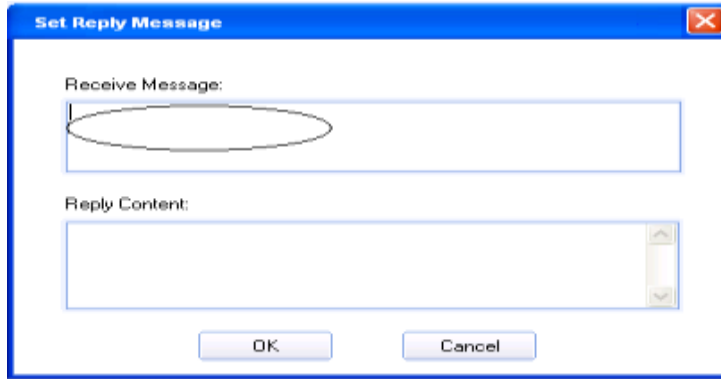 Set Reply Message
Receive Message:
Reply Content:
OK Cancel